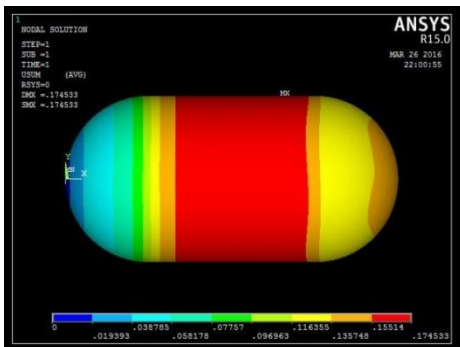 1
NODAL SOLUTION
STEP=1
SUB =1
TIME=1
USUM (AVG)
RSYS=0
DMX =.174533
SMX =.174533
ANSYS
R15.0
MAR 26 2016
22:00:55
MX
Y
X
0 .038785 .07757 .116355 .15514
.019393 .058178 .096963 .135748 .174533